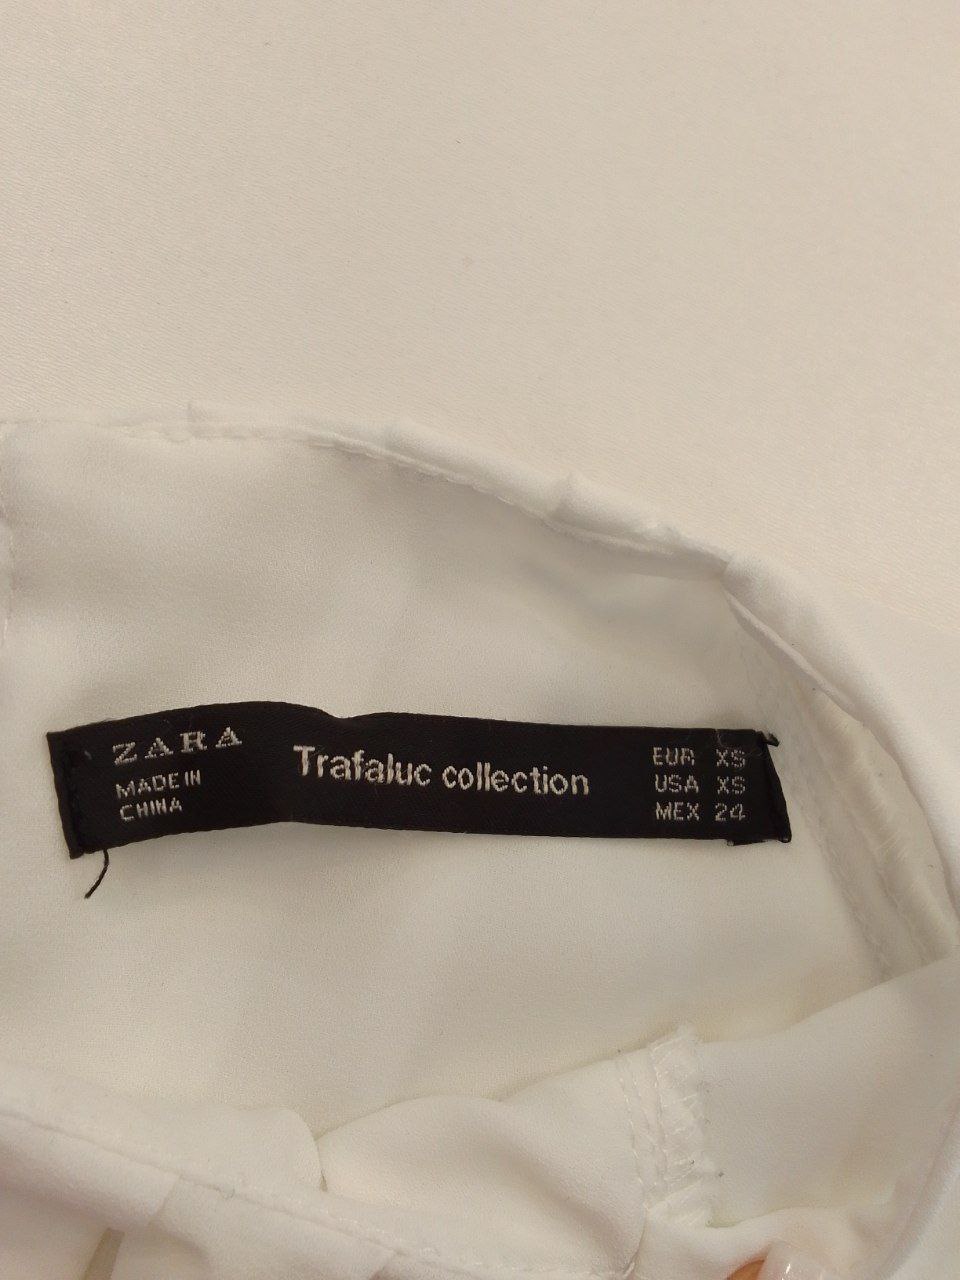 ZARA
MADE IN
CHINA
Trafaluc collection
EUR XS
USA XS
MEX 24